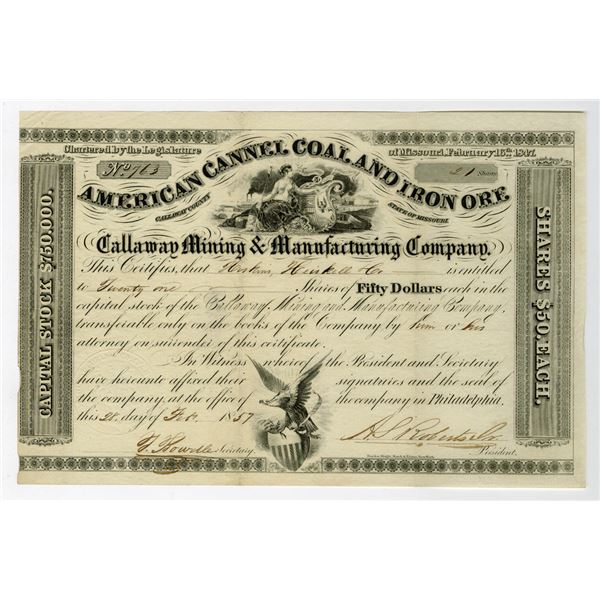 Chartered by the Legislature of Missouri, February 15th 1847.
No 763
21 Shares
AMERICAN CANNEL COAL AND IRON ORE
CALLAWAY COUNTY STATE OF MISSOURI.
Callaway Mining & Manufacturing Company.
This Certifies, that Hoskins, Heiskell & Co is entitled
to Twenty one Shares of Fifty Dollars each in the
capital stock of the Callaway Mining and Manufacturing Company,
transferable only on the books of the Company by him or his
attorney on surrender of this certificate.
In Witness whereof the President and Secretary
have hereunto affixed their signatures and the seal of
the company, at the office of the company in Philadelphia,
this 28 day of Feb. 1857
Secretary.
President.
CAPITAL STOCK $750,000.
SHARES $50, EACH.